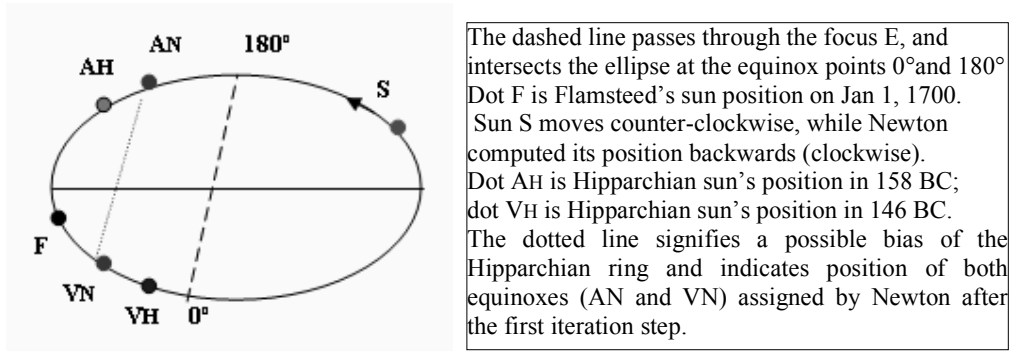 AN 180°
AH
S
F
VN
VH 0°
The dashed line passes through the focus E, and
intersects the ellipse at the equinox points 0°and 180°
Dot F is Flamsteed’s sun position on Jan 1, 1700.
Sun S moves counter-clockwise, while Newton
computed its position backwards (clockwise).
Dot AH is Hipparchian sun’s position in 158 BC;
dot VH is Hipparchian sun’s position in 146 BC.
The dotted line signifies a possible bias of the
Hipparchian ring and indicates position of both
equinoxes (AN and VN) assigned by Newton after
the first iteration step.